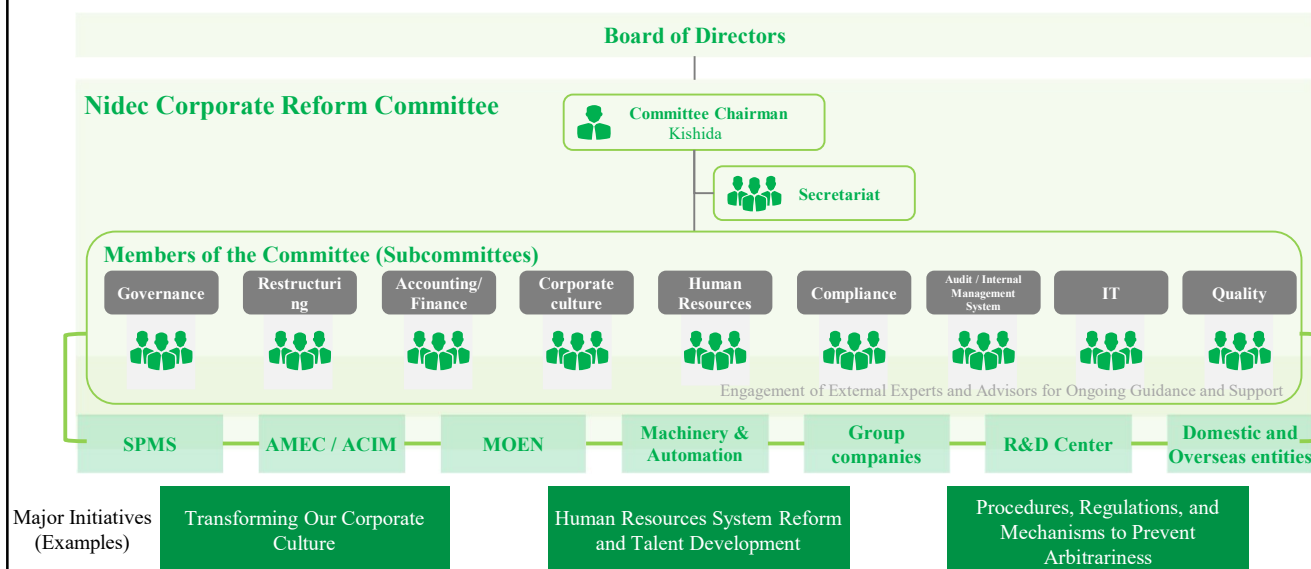 Board of Directors
Nidec Corporate Reform Committee
Committee Chairman
Kishida
Secretariat
Members of the Committee (Subcommittees)
Governance
Restructuri
ng
Accounting/
Finance
Corporate
culture
Human
Resources
Compliance
Audit / Internal
Management
System
IT
Quality
Engagement of External Experts and Advisors for Ongoing Guidance and Support
SPMS
AMEC / ACIM
MOEN
Machinery &
Automation
Group
companies
R&D Center
Domestic and
Overseas entities
Major Initiatives
(Examples)
Transforming Our Corporate
Culture
Human Resources System Reform
and Talent Development
Procedures, Regulations, and
Mechanisms to Prevent
Arbitrariness